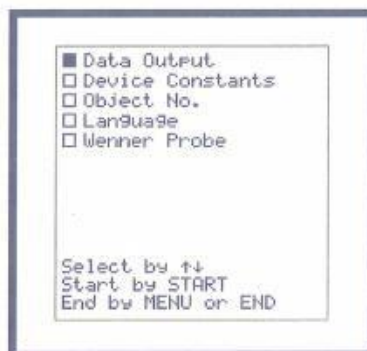 ■ Data Output
□ Device Constants
□ Object No.
□ Language
□ Wenner Probe
Select by ↑↓
Start by START
End by MENU or END